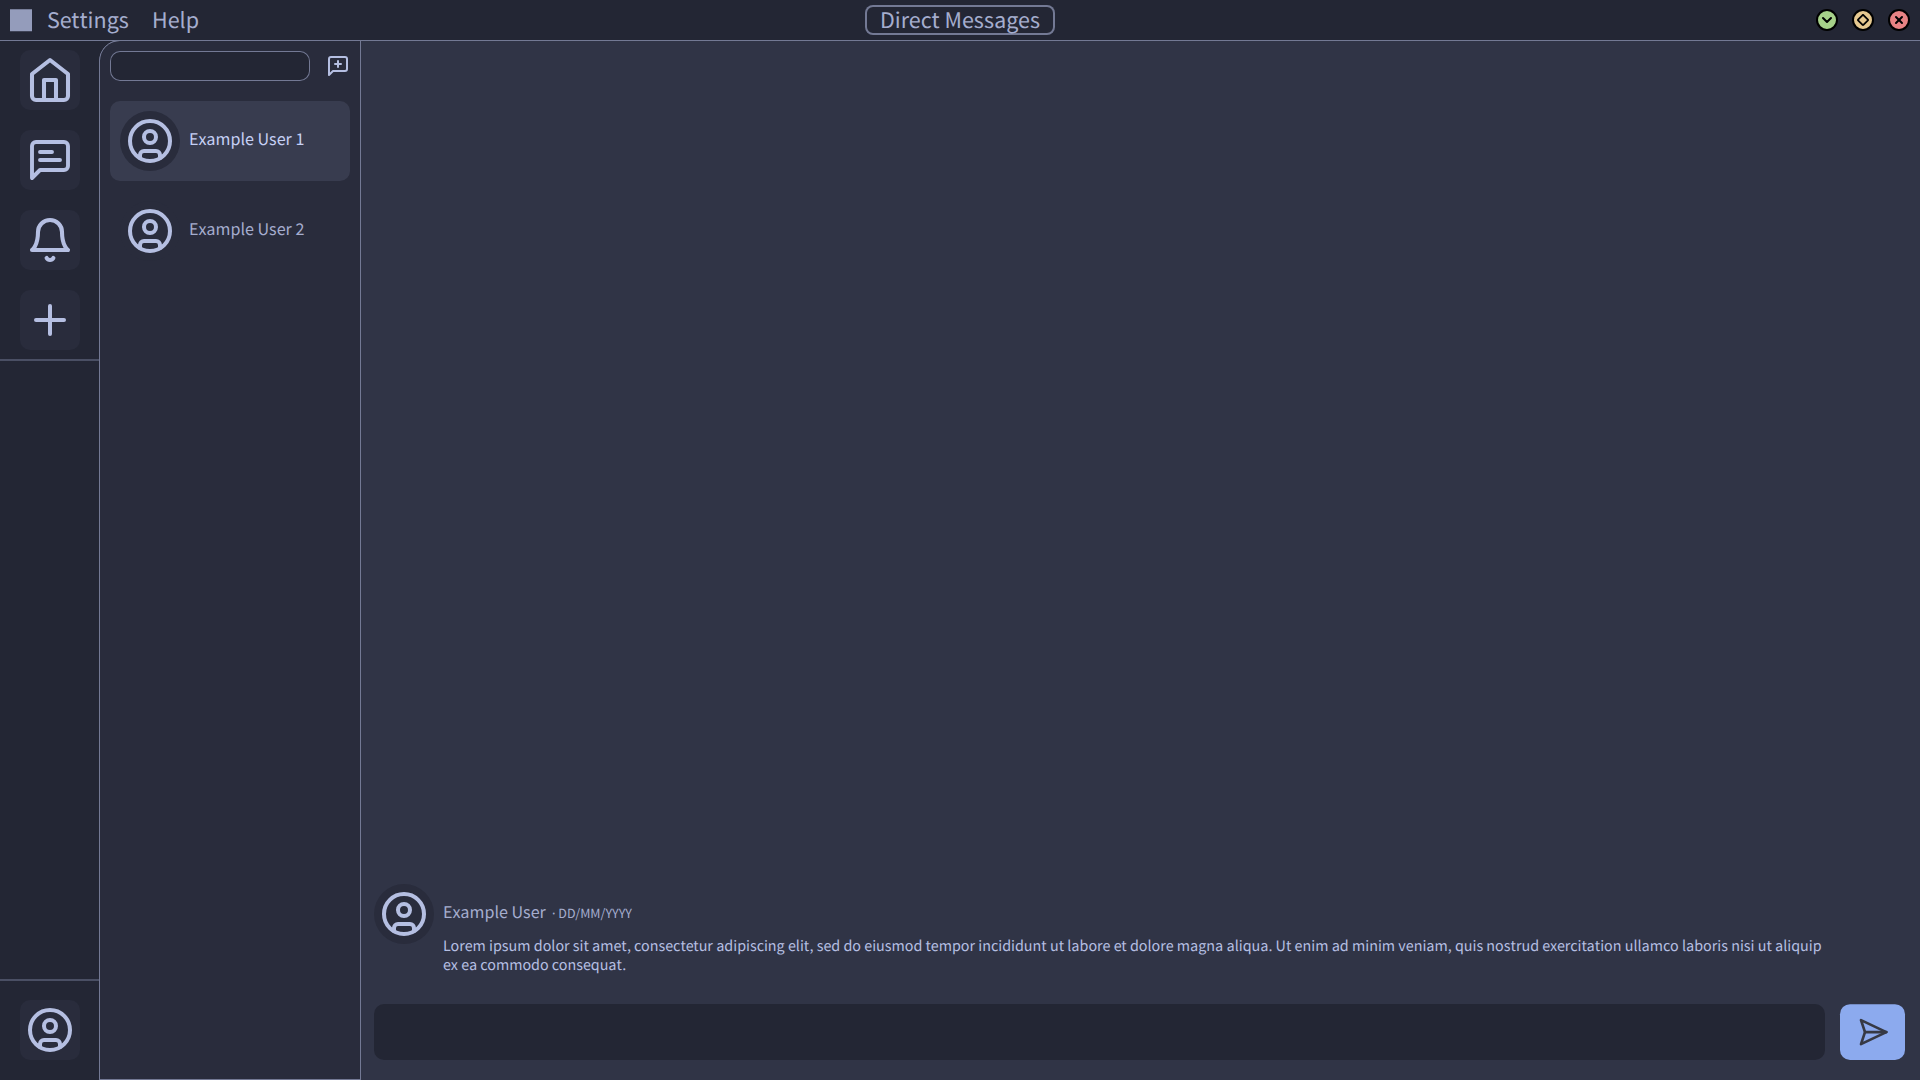 Settings Help Direct Messages
Example User 1
Example User 2
Example User · DD/MM/YYYY
Lorem ipsum dolor sit amet, consectetur adipiscing elit, sed do eiusmod tempor incididunt ut labore et dolore magna aliqua. Ut enim ad minim veniam, quis nostrud exercitation ullamco laboris nisi ut aliquip
ex ea commodo consequat.